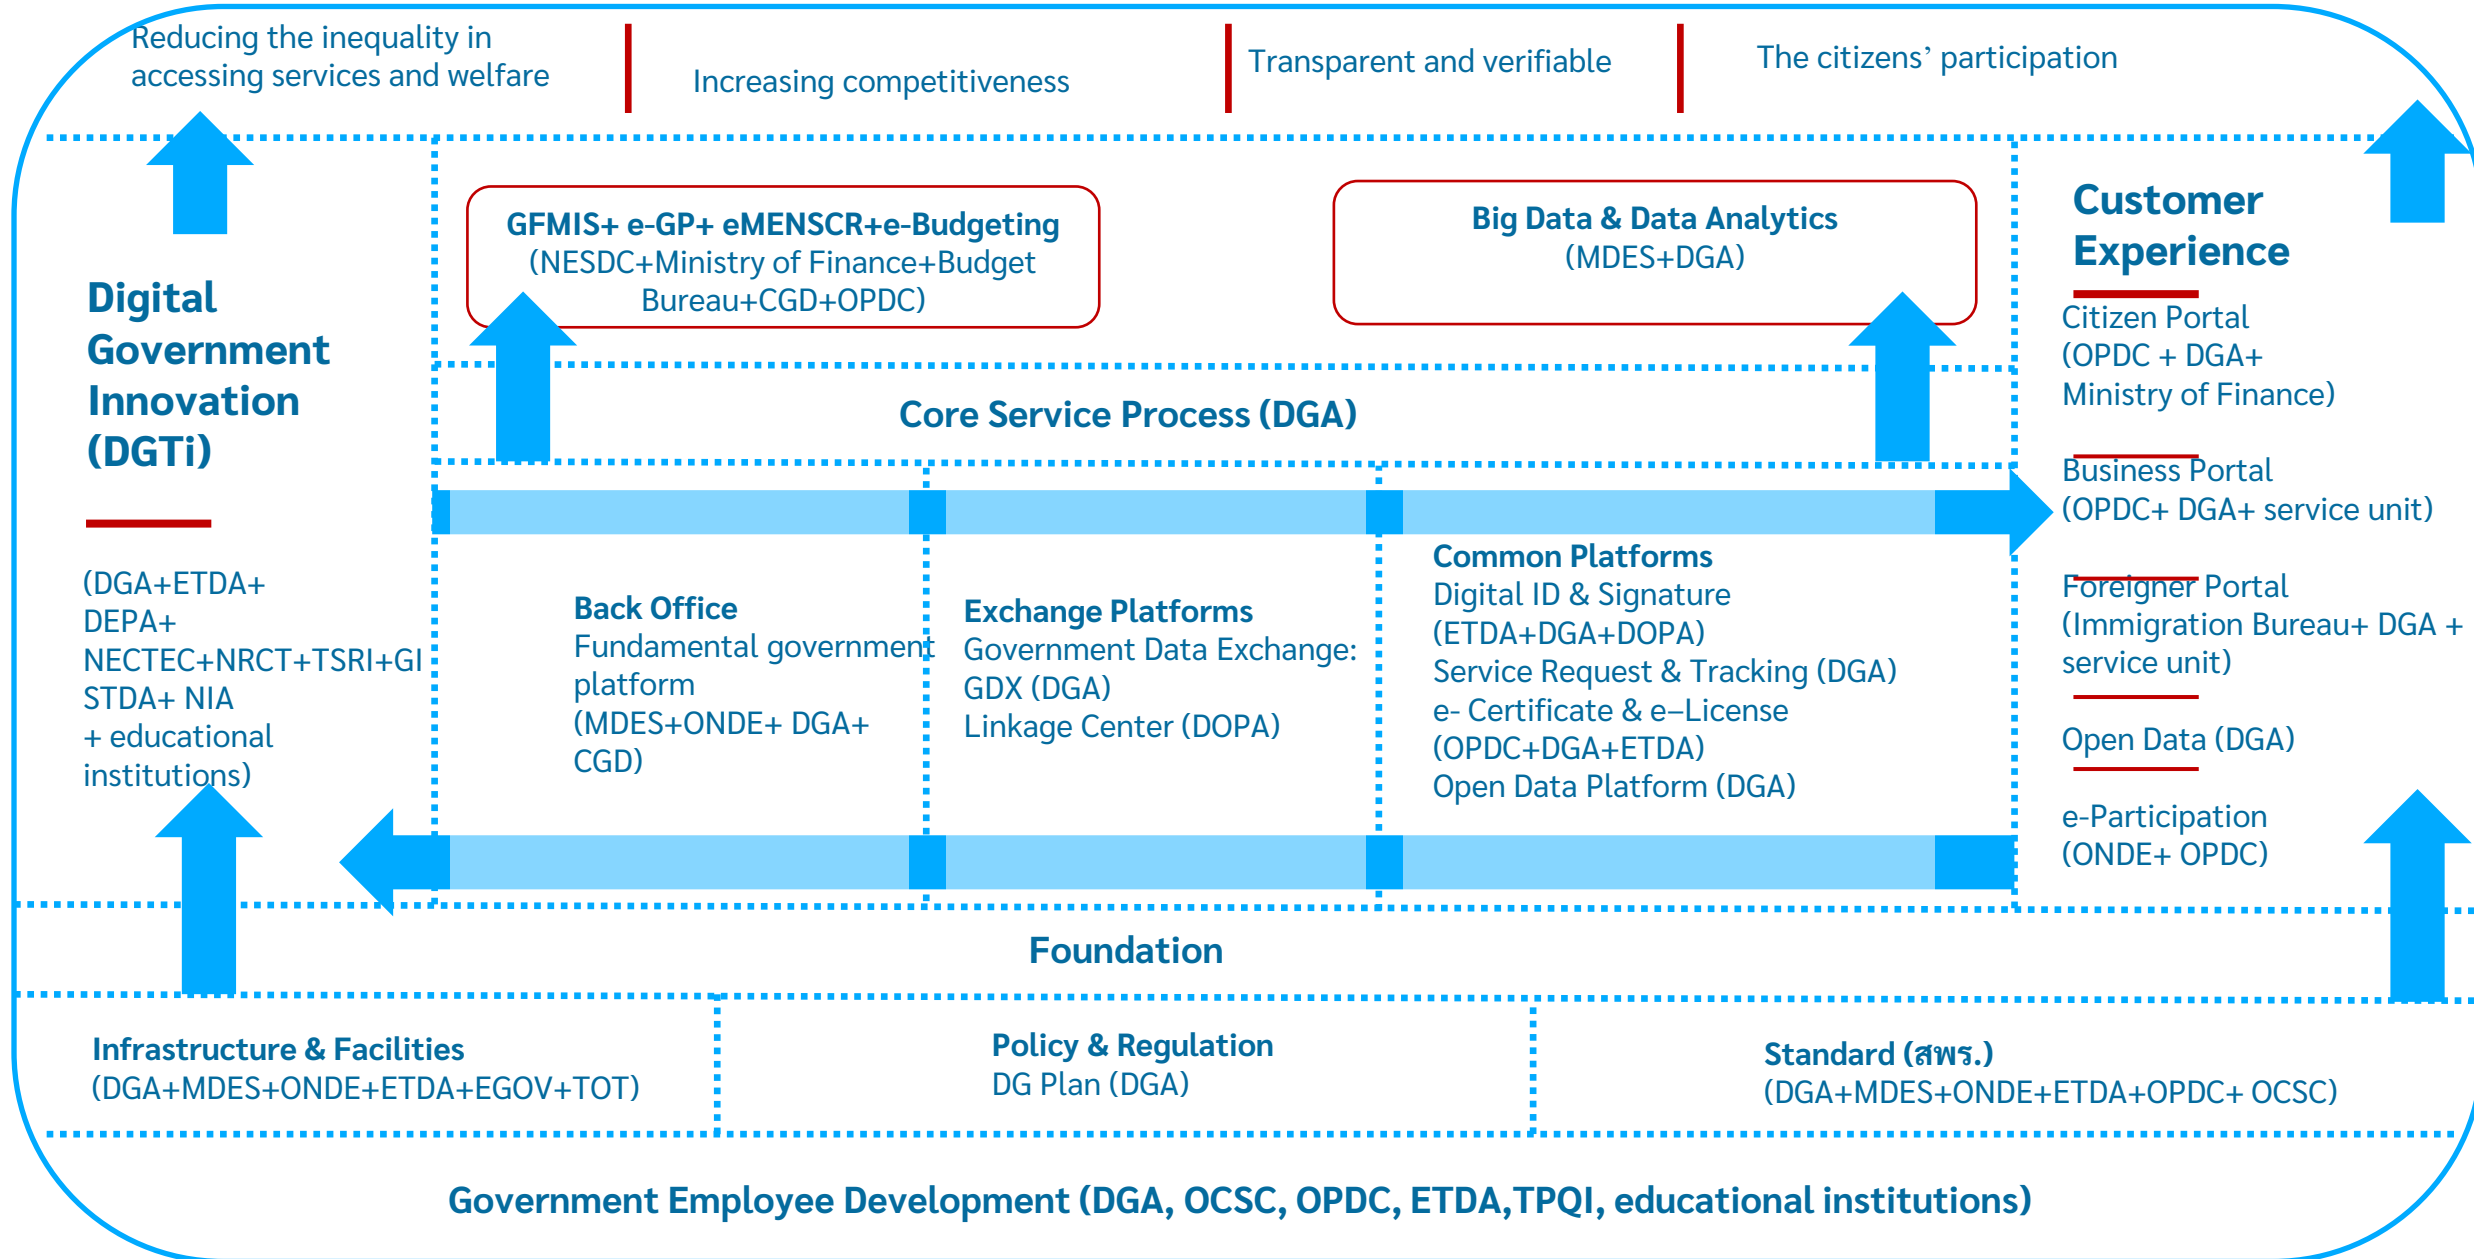 Reducing the inequality in
accessing services and welfare
Increasing competitiveness
Transparent and verifiable
The citizens’ participation
Digital
Government
Innovation
(DGTi)
(DGA+ETDA+
DEPA+
NECTEC+NRCT+TSRI+GI
STDA+ NIA
+ educational
institutions)
GFMIS+ e-GP+ eMENSCR+e-Budgeting
(NESDC+Ministry of Finance+Budget
Bureau+CGD+OPDC)
Big Data & Data Analytics
(MDES+DGA)
Core Service Process (DGA)
Back Office
Fundamental government
platform
(MDES+ONDE+ DGA+
CGD)
Exchange Platforms
Government Data Exchange:
GDX (DGA)
Linkage Center (DOPA)
Common Platforms
Digital ID & Signature
(ETDA+DGA+DOPA)
Service Request & Tracking (DGA)
e- Certificate & e–License
(OPDC+DGA+ETDA)
Open Data Platform (DGA)
Customer
Experience
Citizen Portal
(OPDC + DGA+
Ministry of Finance)
Business Portal
(OPDC+ DGA+ service unit)
Foreigner Portal
(Immigration Bureau+ DGA +
service unit)
Open Data (DGA)
e-Participation
(ONDE+ OPDC)
Foundation
Infrastructure & Facilities
(DGA+MDES+ONDE+ETDA+EGOV+TOT)
Policy & Regulation
DG Plan (DGA)
Standard (สพร.)
(DGA+MDES+ONDE+ETDA+OPDC+ OCSC)
Government Employee Development (DGA, OCSC, OPDC, ETDA,TPQI, educational institutions)